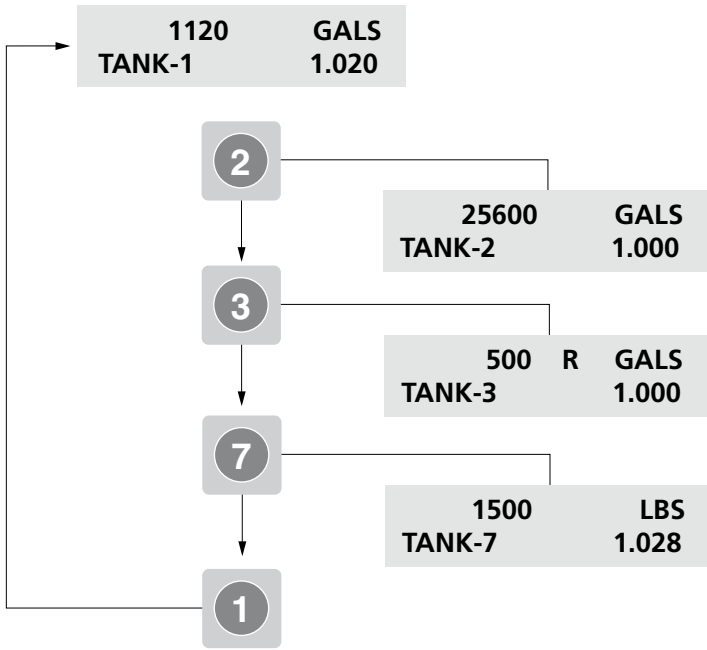 1120 GALS
TANK-1 1.020
2
25600 GALS
TANK-2 1.000
3
500 R GALS
TANK-3 1.000
7
1500 LBS
TANK-7 1.028
1